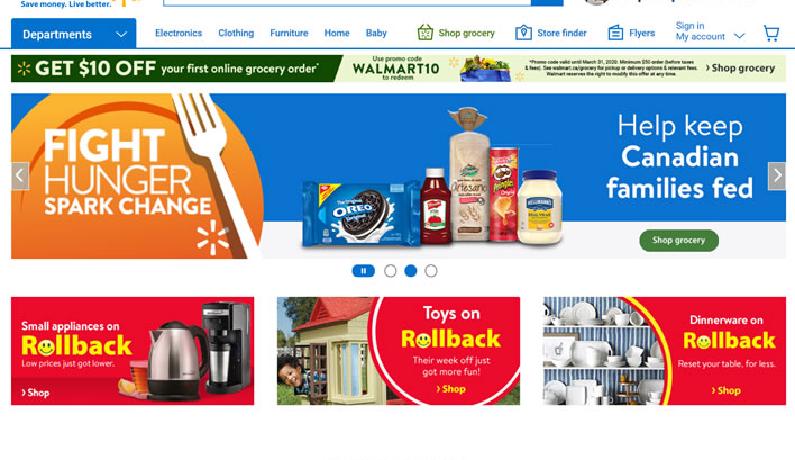 Save money. Live better.
Departments
Electronics
Clothing
Furniture
Home
Baby
Shop grocery
Store finder
Flyers
Sign in
My account
GET $10 OFF your first online grocery order*
Use promo code
WALMART10
to redeem
*Promo code valid until March 31, 2020. Minimum $50 order (before taxes
& fees). See walmart.ca/grocery for pickup or delivery options & relevant fees.
Walmart reserves the right to modify this offer at any time.
Shop grocery
FIGHT
HUNGER
SPARK CHANGE
The Original
OREO
Artesano
Pringles
Help keep
Canadian
families fed
Shop grocery
Small appliances on
Rollback
Low prices just got lower.
Shop
Toys on
Rollback
Their week off just
got more fun!
Shop
Dinnerware on
Rollback
Reset your table, for less.
Shop